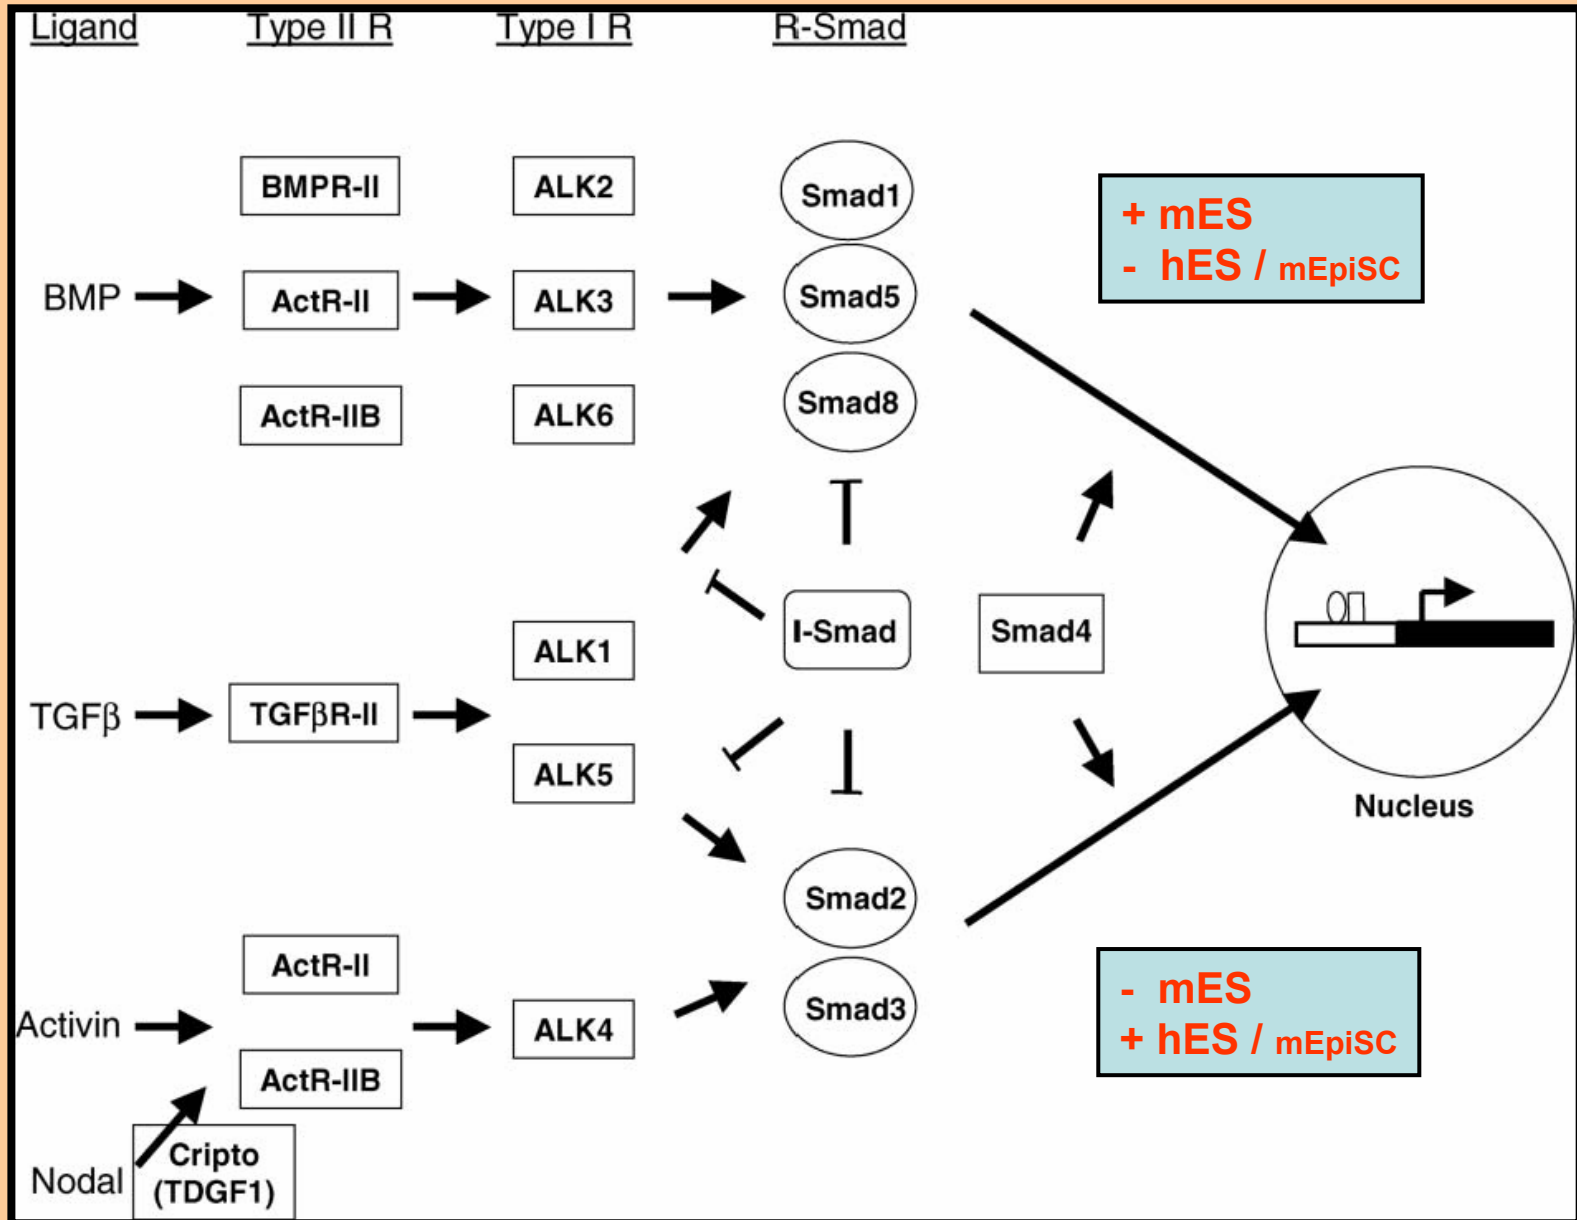 Ligand Type II R Type I R R-Smad
BMPR-II ALK2 Smad1
+ mES
- hES / mEpiSC
BMP ActR-II ALK3 Smad5
ActR-IIB ALK6 Smad8
ALK1 I-Smad Smad4
TGFβ TGFβR-II
ALK5
Nucleus
Smad2
ActR-II
- mES
+ hES / mEpiSC
Smad3
Activin ALK4
ActR-IIB
Nodal Cripto
(TDGF1)